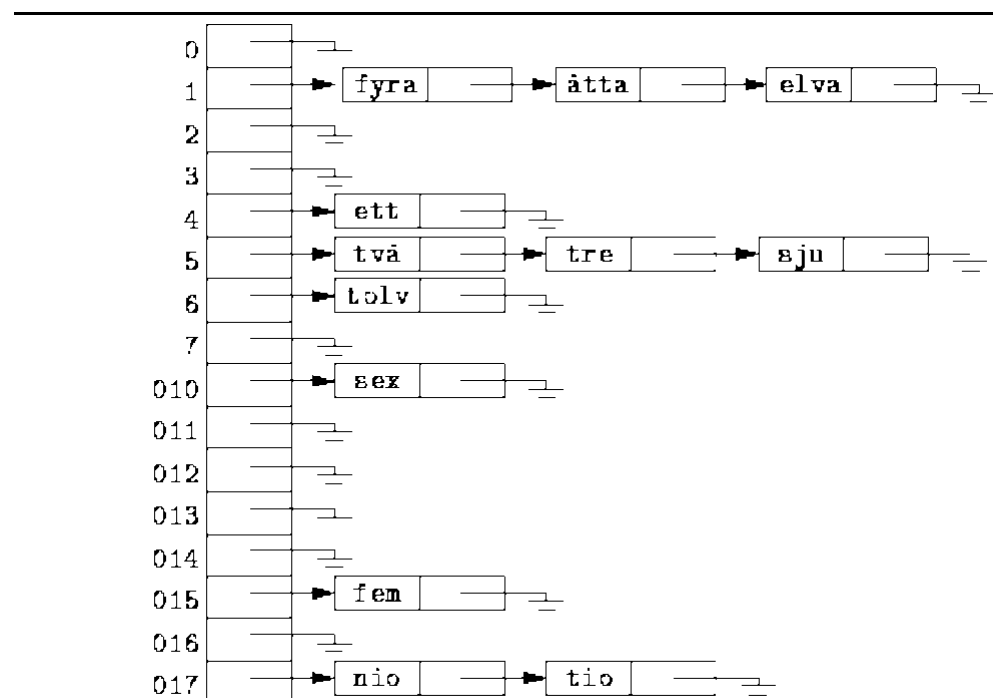 0
1 fyra åtta elva
2
3
4 ett
5 två tre sju
6 tolv
7
010 sex
011
012
013
014
015 fem
016
017 nio tio